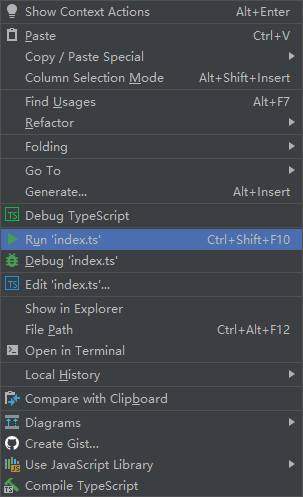 Show Context Actions Alt+Enter
Paste Ctrl+V
Copy / Paste Special
Column Selection Mode Alt+Shift+Insert
Find Usages Alt+F7
Refactor
Folding
Go To
Generate... Alt+Insert
TS Debug TypeScript
Run 'index.ts' Ctrl+Shift+F10
Debug 'index.ts'
TS Edit 'index.ts'...
Show in Explorer
File Path Ctrl+Alt+F12
Open in Terminal
Local History
Compare with Clipboard
Diagrams
Create Gist...
Use JavaScript Library
TS Compile TypeScript